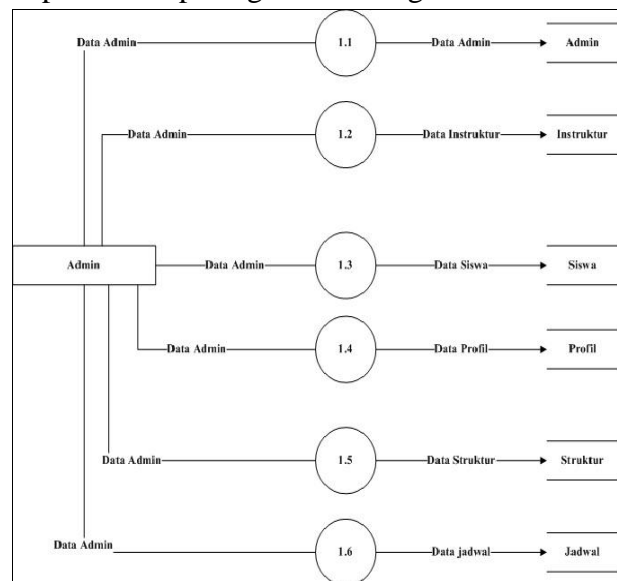 Data Admin 1.1 Data Admin Admin
Data Admin 1.2 Data Instruktur Instruktur
Admin Data Admin 1.3 Data Siswa Siswa
Data Admin 1.4 Data Profil Profil
Data Admin 1.5 Data Struktur Struktur
Data Admin 1.6 Data jadwal Jadwal